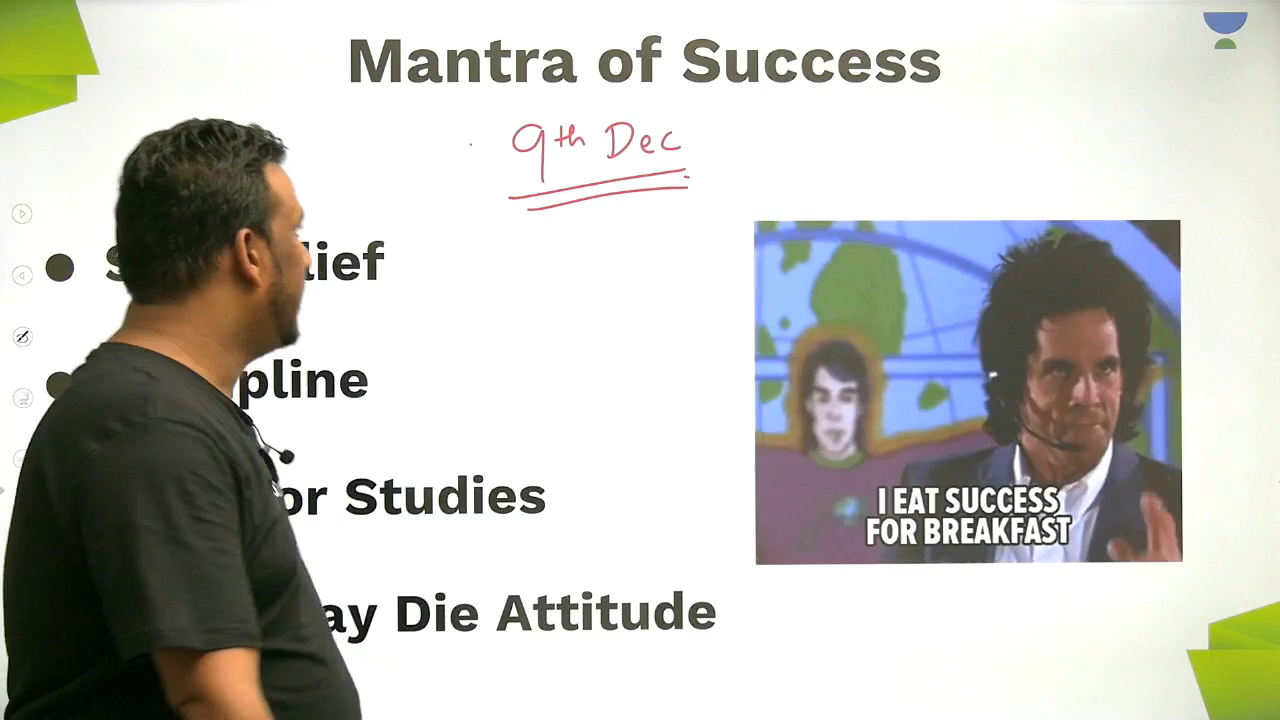 Mantra of Success
9th Dec
lief
pline
or Studies
ay Die Attitude
I EAT SUCCESS
FOR BREAKFAST